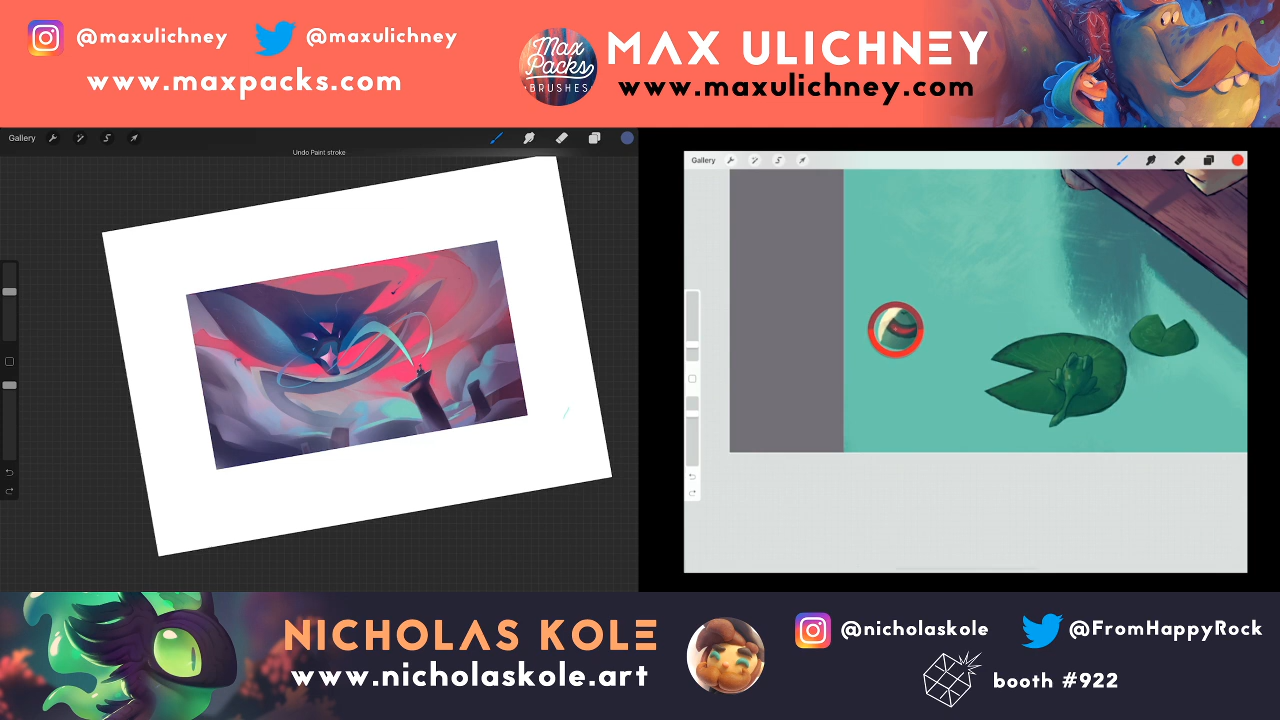 @maxulichney
@maxulichney
www.maxpacks.com
Max
Packs
BRUSHES
MAX ULICHNEY
www.maxulichney.com
Gallery
Undo Paint stroke
Gallery
NICHOLAS KOLE
www.nicholaskole.art
@nicholaskole
@FromHappyRock
booth #922